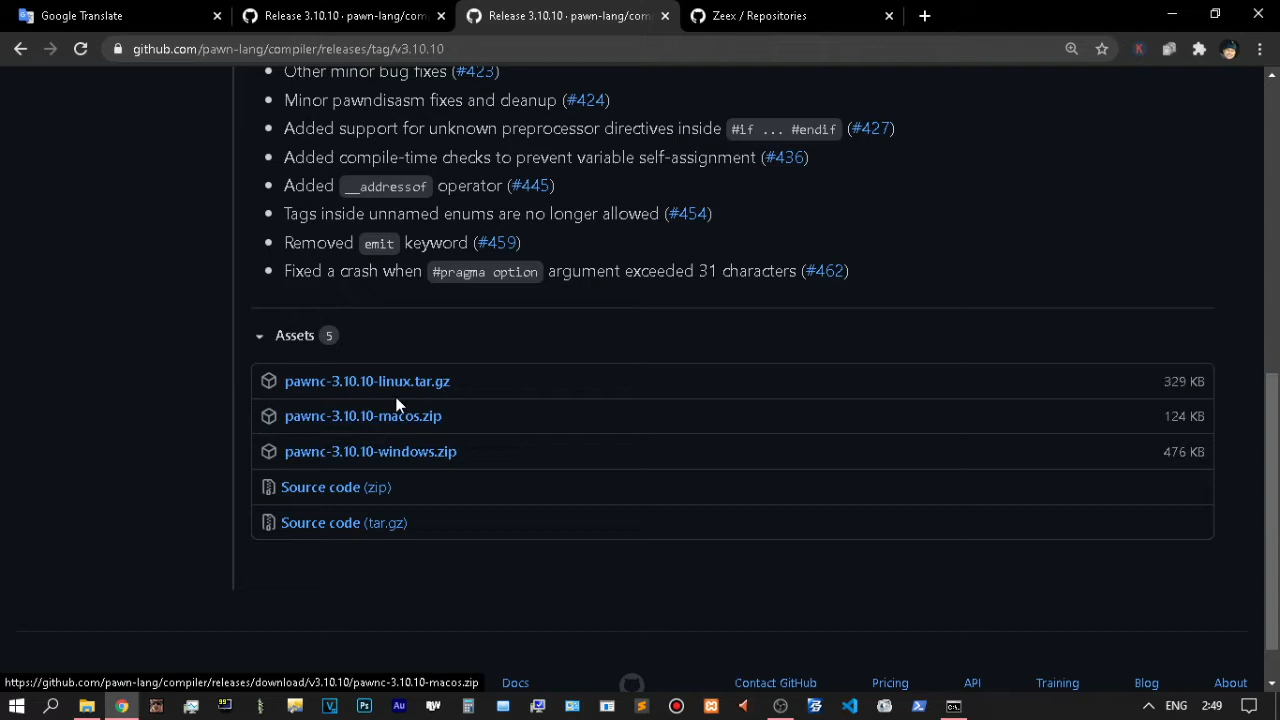 Google Translate
Release 3.10.10 · pawn-lang/com
Release 3.10.10 · pawn-lang/com
Zeex / Repositories
github.com/pawn-lang/compiler/releases/tag/v3.10.10
Other minor bug fixes (#423)
Minor pawndisasm fixes and cleanup (#424)
Added support for unknown preprocessor directives inside #if ... #endif (#427)
Added compile-time checks to prevent variable self-assignment (#436)
Added __addressof operator (#445)
Tags inside unnamed enums are no longer allowed (#454)
Removed emit keyword (#459)
Fixed a crash when #pragma option argument exceeded 31 characters (#462)
Assets 5
pawnc-3.10.10-linux.tar.gz 329 KB
pawnc-3.10.10-macos.zip 124 KB
pawnc-3.10.10-windows.zip 476 KB
Source code (zip)
Source code (tar.gz)
https://github.com/pawn-lang/compiler/releases/download/v3.10.10/pawnc-3.10.10-macos.zip
Docs Contact GitHub Pricing API Training Blog About
ENG 2:49